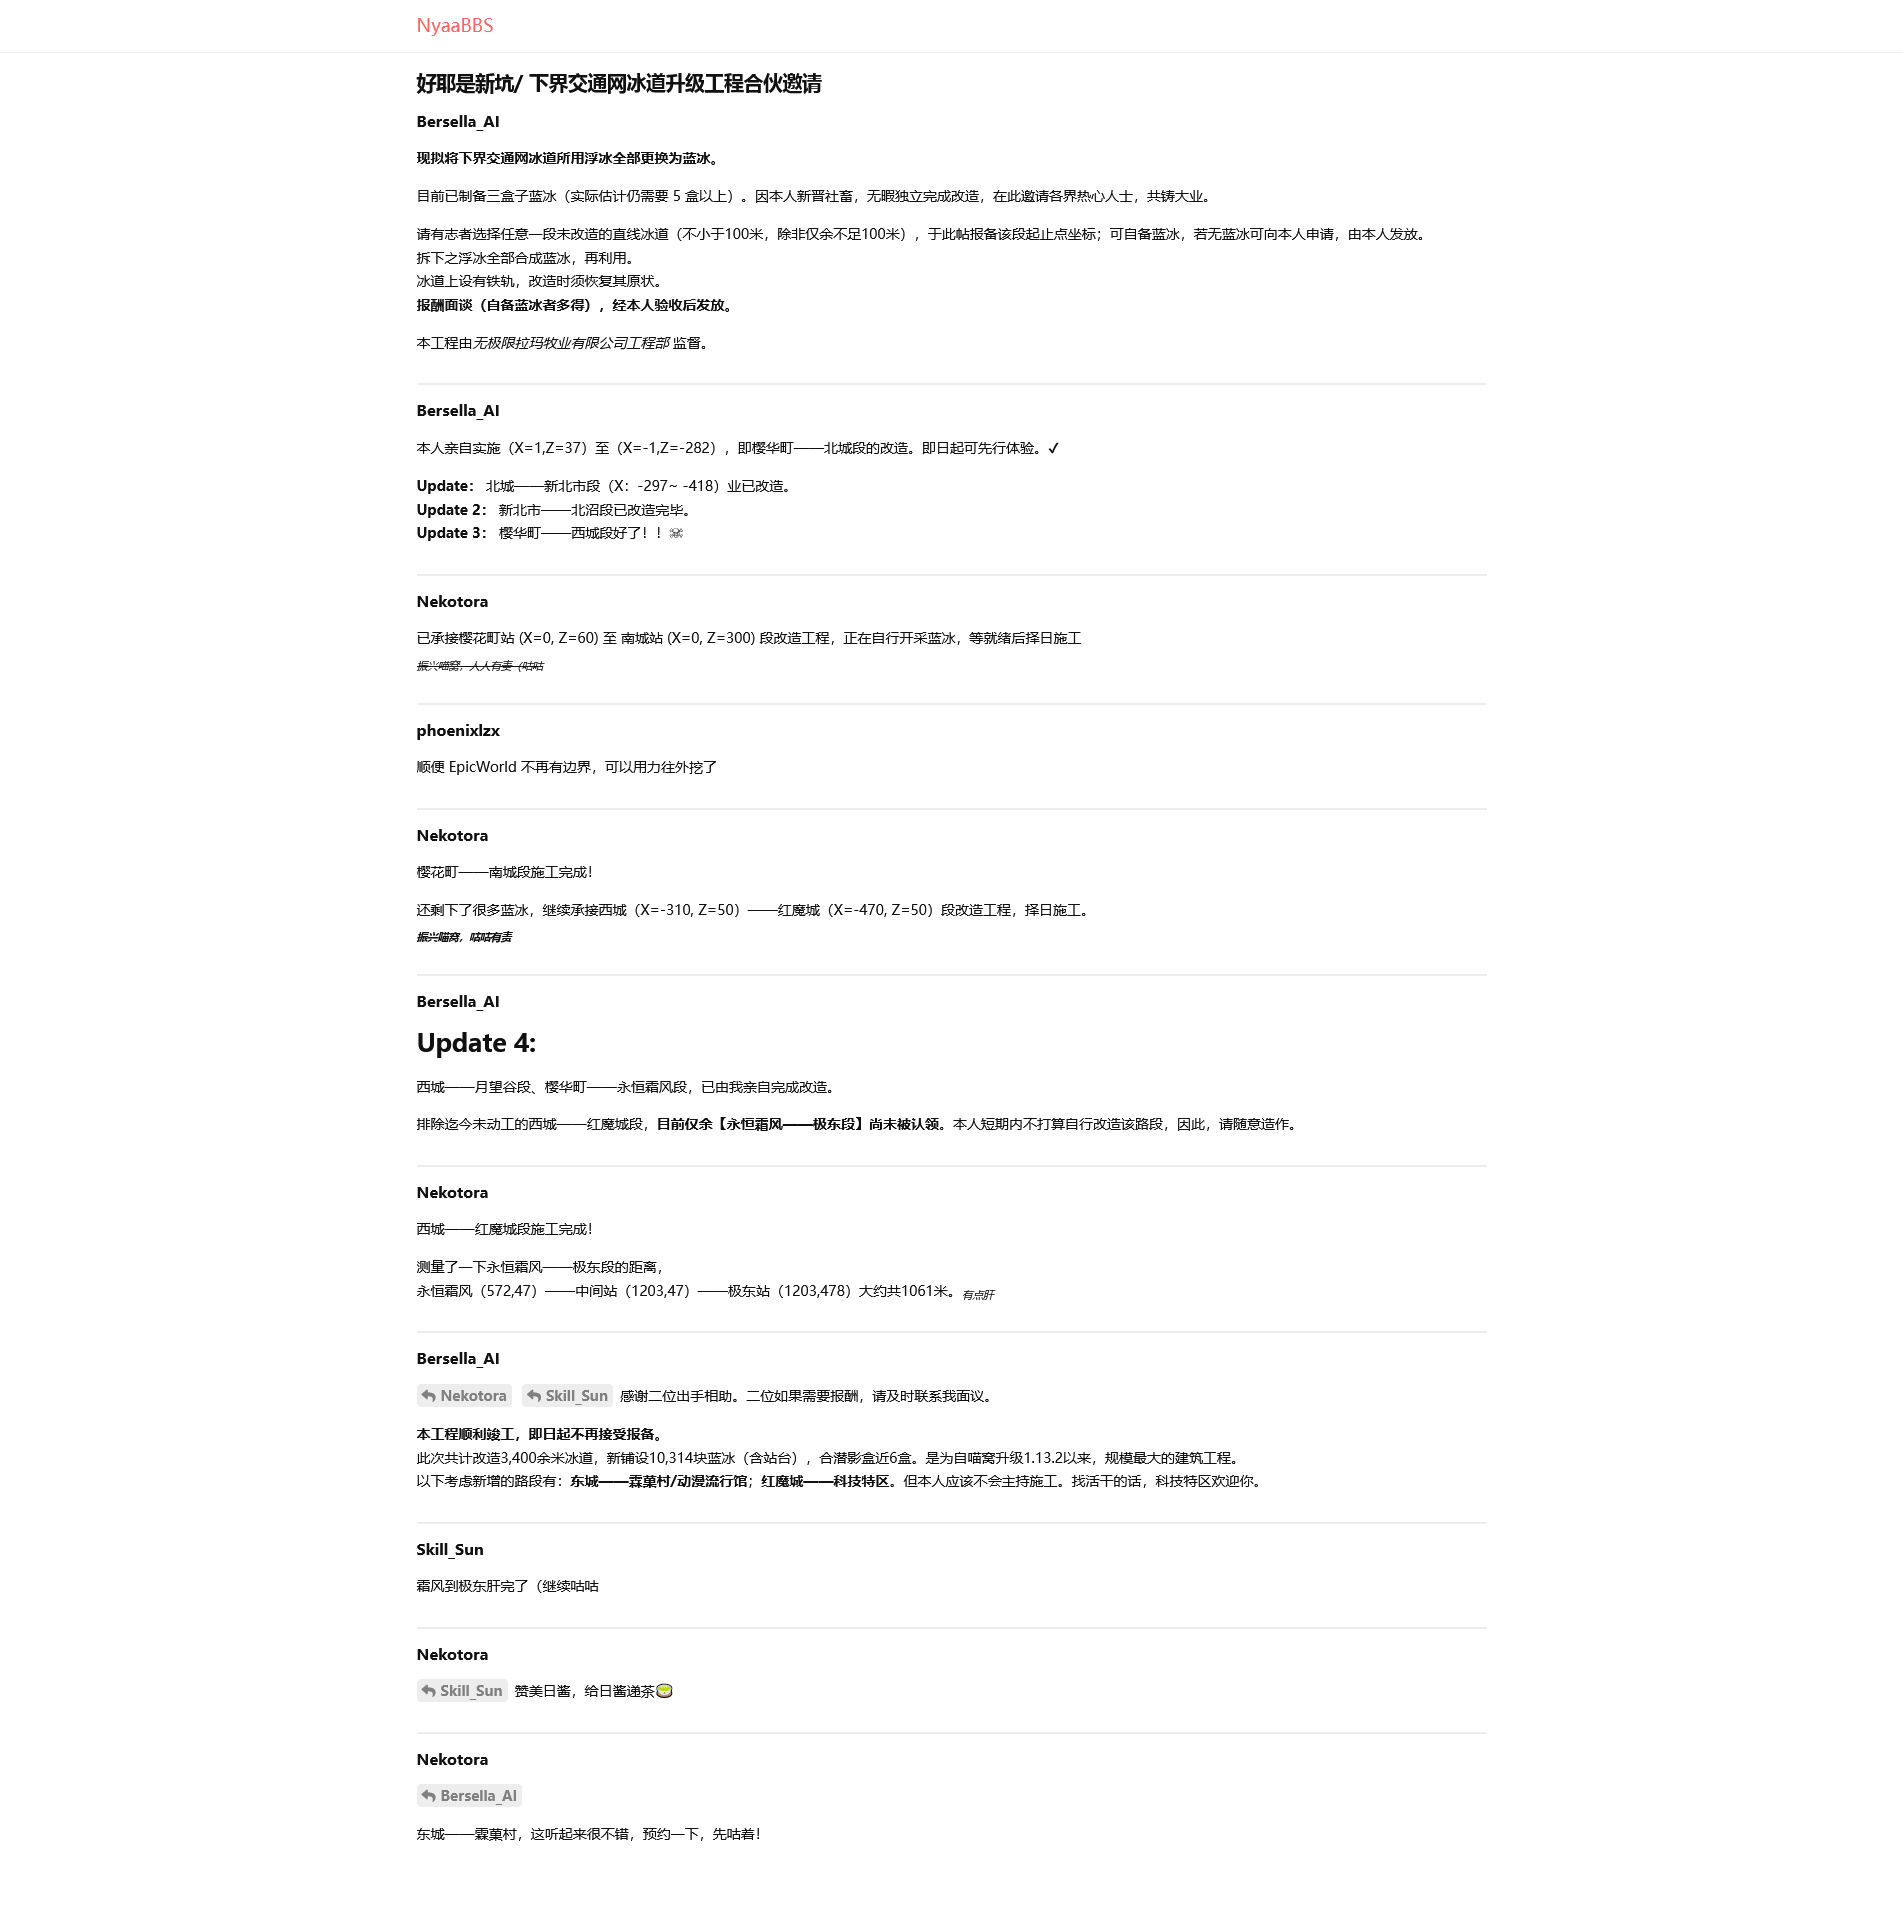 NyaaBBS
好耶是新坑/ 下界交通网冰道升级工程合伙邀请
Bersella_AI
现拟将下界交通网冰道所用浮冰全部更换为蓝冰。
目前已制备三盒子蓝冰（实际估计仍需要 5 盒以上）。因本人新晋社畜，无暇独立完成改造，在此邀请各界热心人士，共铸大业。
请有志者选择任意一段未改造的直线冰道（不小于100米，除非仅余不足100米），于此帖报备该段起止点坐标；可自备蓝冰，若无蓝冰可向本人申请，由本人发放。
拆下之浮冰全部合成蓝冰，再利用。
冰道上设有铁轨，改造时须恢复其原状。
报酬面谈（自备蓝冰者多得），经本人验收后发放。
本工程由无极限拉玛牧业有限公司工程部 监督。
Bersella_AI
本人亲自实施（X=1,Z=37）至（X=-1,Z=-282），即樱华町——北城段的改造。即日起可先行体验。✔
Update： 北城——新北市段（X：-297~ -418）业已改造。
Update 2： 新北市——北沼段已改造完毕。
Update 3： 樱华町——西城段好了！！☠
Nekotora
已承接樱花町站 (X=0, Z=60) 至 南城站 (X=0, Z=300) 段改造工程，正在自行开采蓝冰，等就绪后择日施工
振兴喵窝，人人有责（咕咕
phoenixlzx
顺便 EpicWorld 不再有边界，可以用力往外挖了
Nekotora
樱花町——南城段施工完成！
还剩下了很多蓝冰，继续承接西城（X=-310, Z=50）——红魔城（X=-470, Z=50）段改造工程，择日施工。
振兴喵窝，咕咕有责
Bersella_AI
Update 4:
西城——月望谷段、樱华町——永恒霜风段，已由我亲自完成改造。
排除迄今未动工的西城——红魔城段，目前仅余【永恒霜风——极东段】尚未被认领。本人短期内不打算自行改造该路段，因此，请随意造作。
Nekotora
西城——红魔城段施工完成！
测量了一下永恒霜风——极东段的距离，
永恒霜风（572,47）——中间站（1203,47）——极东站（1203,478）大约共1061米。有点肝
Bersella_AI
Nekotora Skill_Sun 感谢二位出手相助。二位如果需要报酬，请及时联系我面议。
本工程顺利竣工，即日起不再接受报备。
此次共计改造3,400余米冰道，新铺设10,314块蓝冰（含站台），合潜影盒近6盒。是为自喵窝升级1.13.2以来，规模最大的建筑工程。
以下考虑新增的路段有：东城——霖菓村/动漫流行馆；红魔城——科技特区。但本人应该不会主持施工。找活干的话，科技特区欢迎你。
Skill_Sun
霜风到极东肝完了（继续咕咕
Nekotora
Skill_Sun 赞美日酱，给日酱递茶🍵
Nekotora
Bersella_AI
东城——霖菓村，这听起来很不错，预约一下，先咕着！